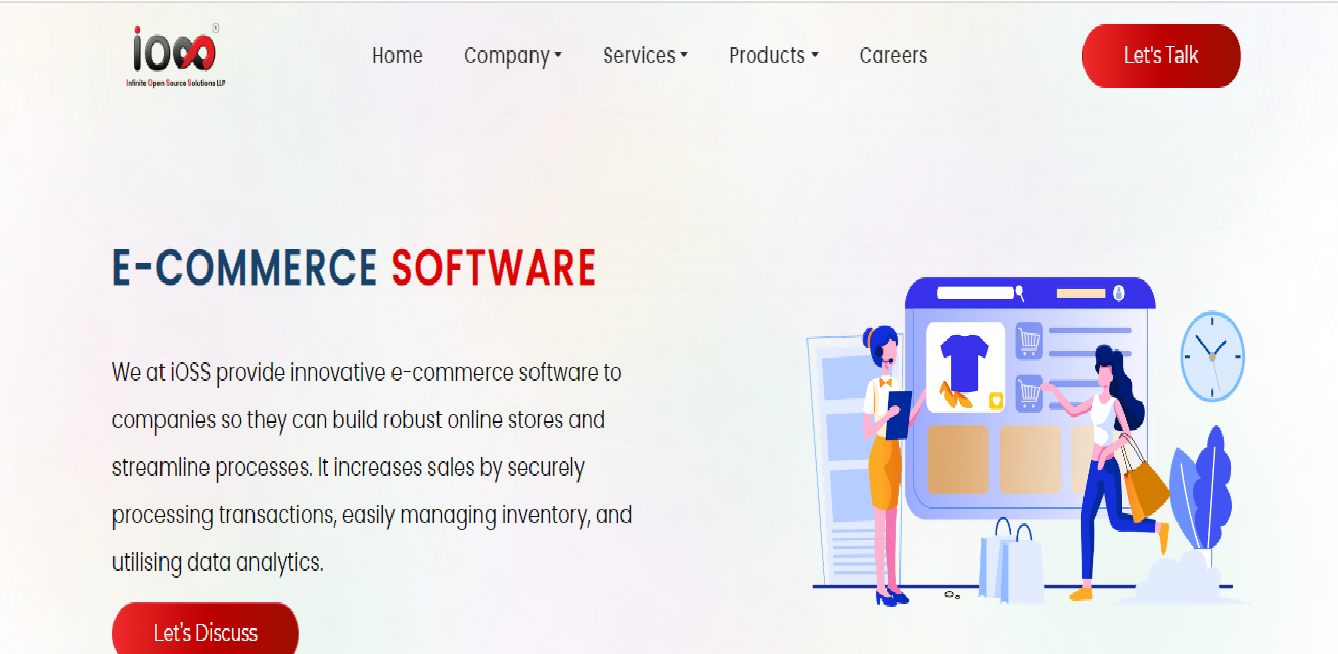 iOSS®
Infinite Open Source Solutions LLP
Home Company Services Products Careers Let's Talk
E-COMMERCE SOFTWARE
We at iOSS provide innovative e-commerce software to
companies so they can build robust online stores and
streamline processes. It increases sales by securely
processing transactions, easily managing inventory, and
utilising data analytics.
Let's Discuss